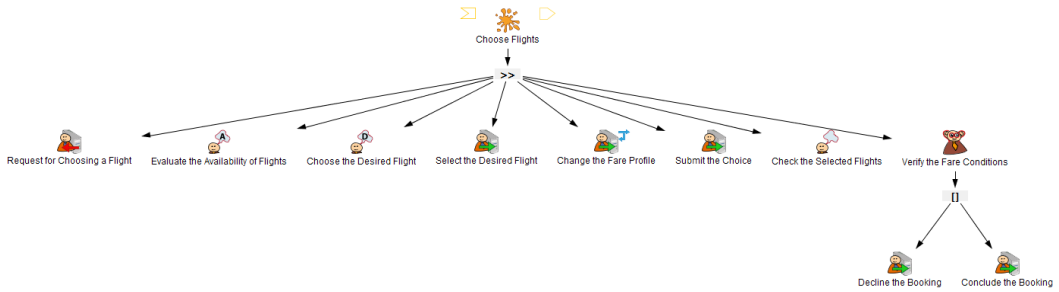 Choose Flights
>>
Request for Choosing a Flight
A
Evaluate the Availability of Flights
D
Choose the Desired Flight
Select the Desired Flight
Change the Fare Profile
Submit the Choice
Check the Selected Flights
Verify the Fare Conditions
[]
Decline the Booking
Conclude the Booking